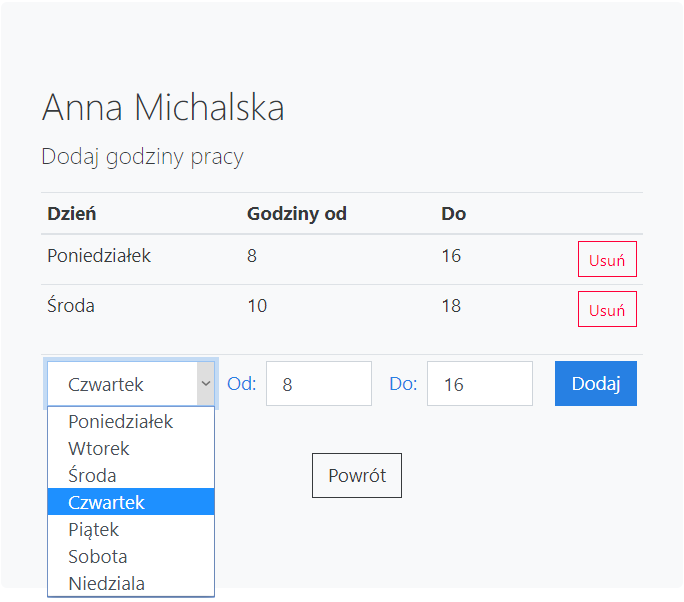 Anna Michalska
Dodaj godziny pracy
Dzień Godziny od Do
Poniedziałek 8 16 Usuń
Środa 10 18 Usuń
Czwartek Od: 8 Do: 16 Dodaj
Poniedziałek
Wtorek
Środa
Powrót
Czwartek
Piątek
Sobota
Niedziala